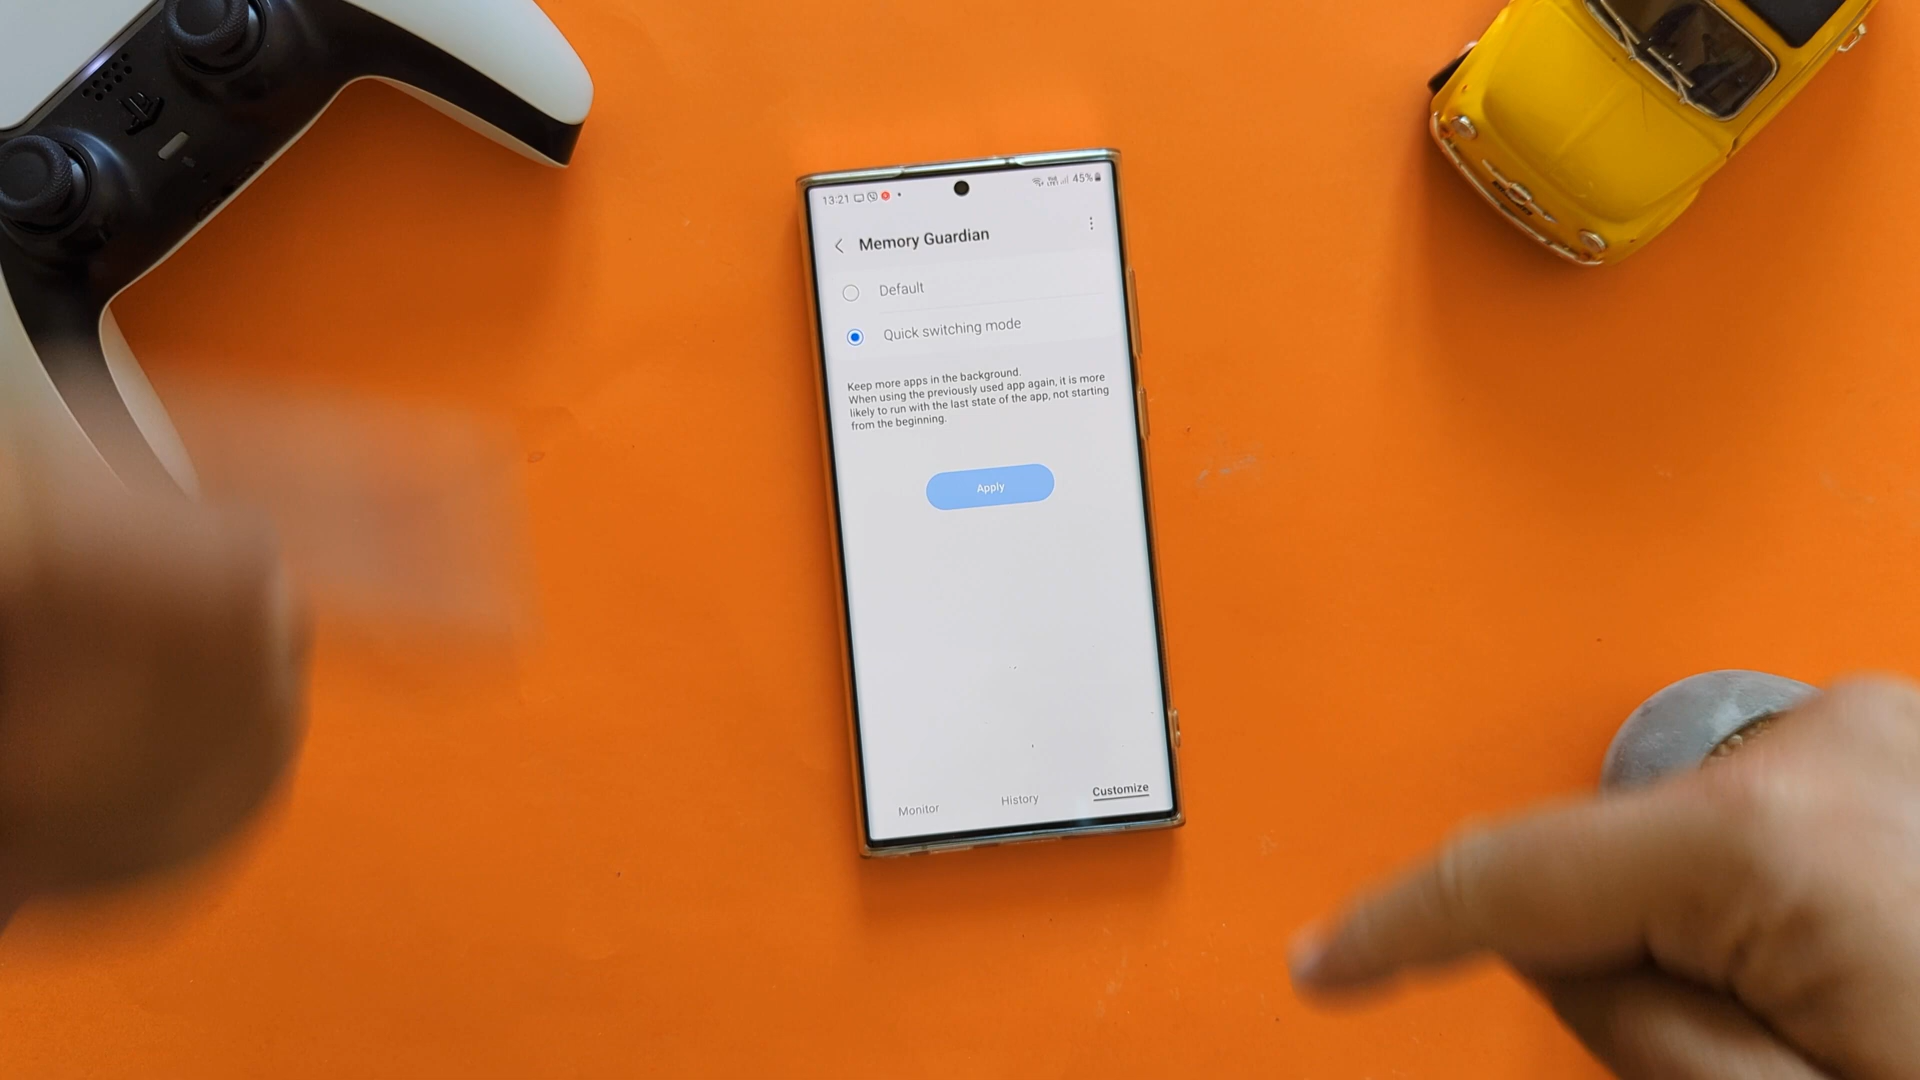 13:21
45%
Memory Guardian
Default
Quick switching mode
Keep more apps in the background.
When using the previously used app again, it is more
likely to run with the last state of the app, not starting
from the beginning.
Apply
Monitor
History
Customize